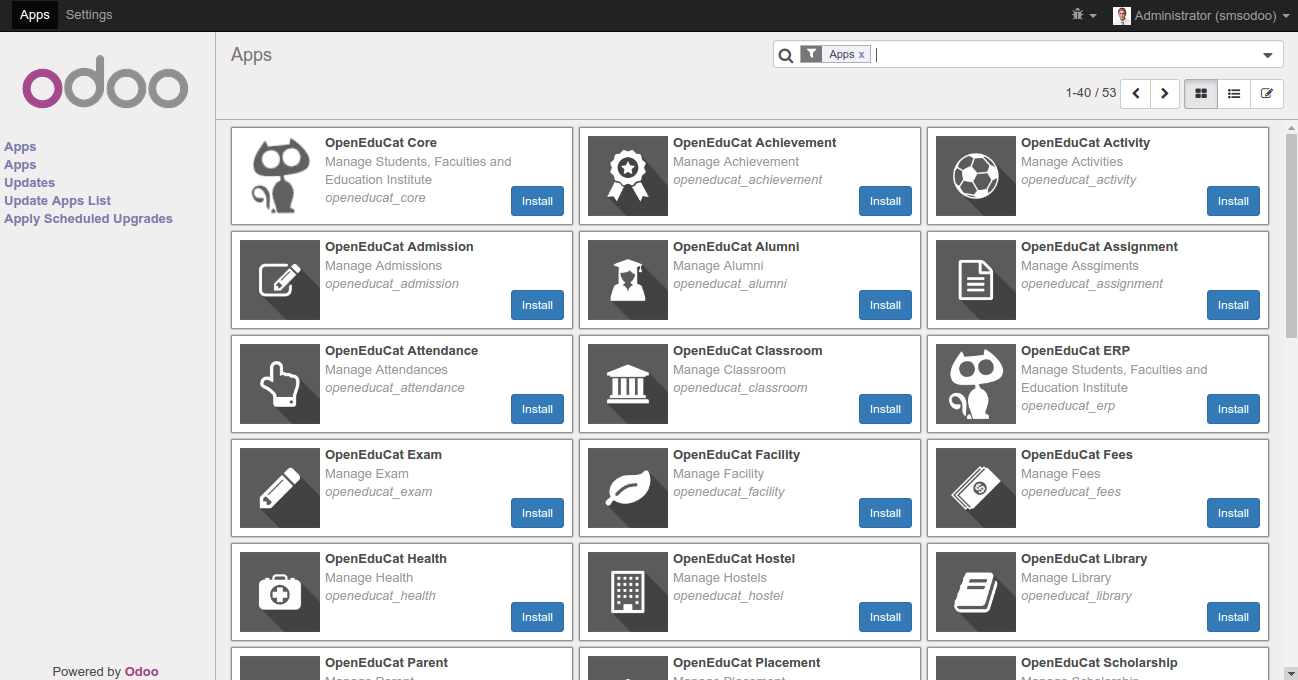 Apps Settings
Administrator (smsodoo)
odoo
Apps
Apps x
1-40 / 53
Apps
Apps
Updates
Update Apps List
Apply Scheduled Upgrades
OpenEduCat Core
Manage Students, Faculties and
Education Institute
openeducat_core
Install
OpenEduCat Achievement
Manage Achievement
openeducat_achievement
Install
OpenEduCat Activity
Manage Activities
openeducat_activity
Install
OpenEduCat Admission
Manage Admissions
openeducat_admission
Install
OpenEduCat Alumni
Manage Alumni
openeducat_alumni
Install
OpenEduCat Assignment
Manage Assgiments
openeducat_assignment
Install
OpenEduCat Attendance
Manage Attendances
openeducat_attendance
Install
OpenEduCat Classroom
Manage Classroom
openeducat_classroom
Install
OpenEduCat ERP
Manage Students, Faculties and
Education Institute
openeducat_erp
Install
OpenEduCat Exam
Manage Exam
openeducat_exam
Install
OpenEduCat Facility
Manage Facility
openeducat_facility
Install
OpenEduCat Fees
Manage Fees
openeducat_fees
Install
OpenEduCat Health
Manage Health
openeducat_health
Install
OpenEduCat Hostel
Manage Hostels
openeducat_hostel
Install
OpenEduCat Library
Manage Library
openeducat_library
Install
OpenEduCat Parent
Manage Parent
OpenEduCat Placement
Manage Placement
OpenEduCat Scholarship
Manage Scholarship
Powered by Odoo